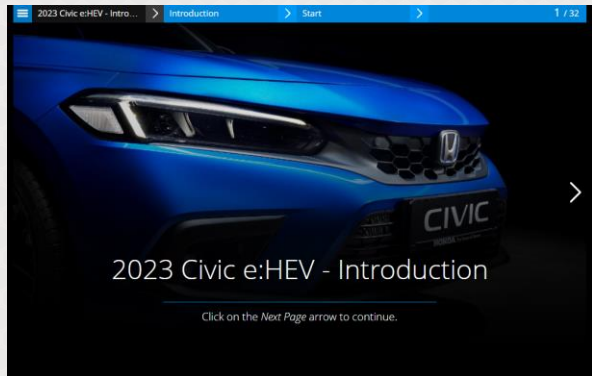 2023 Civic e:HEV - Intro... Introduction Start 1 / 32
CIVIC
2023 Civic e:HEV - Introduction
Click on the Next Page arrow to continue.